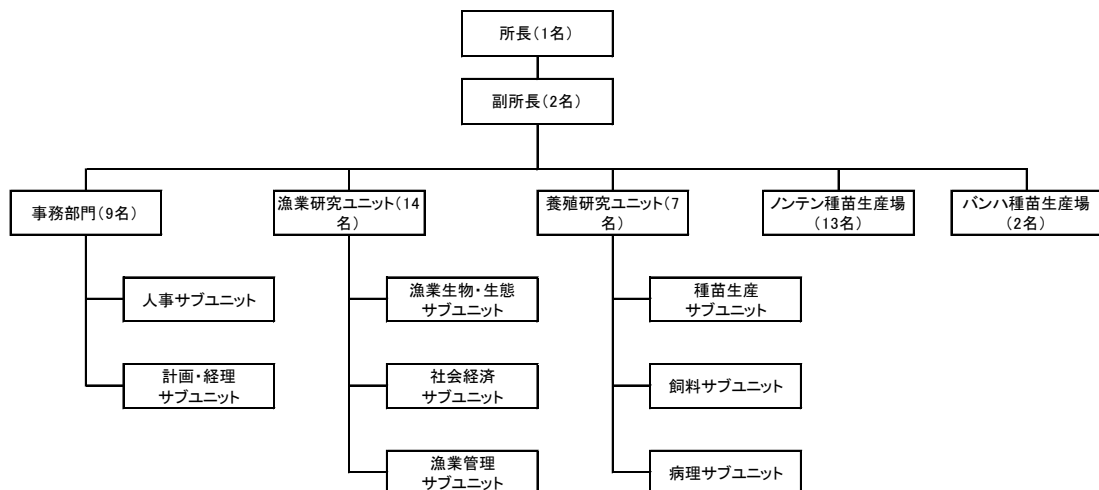 所長(1名)
副所長(2名)
事務部門(9名)
漁業研究ユニット(14
名)
養殖研究ユニット(7
名)
ノンテン種苗生産場
(13名)
バンハ種苗生産場
(2名)
人事サブユニット
計画・経理
サブユニット
漁業生物・生態
サブユニット
社会経済
サブユニット
漁業管理
サブユニット
種苗生産
サブユニット
飼料サブユニット
病理サブユニット